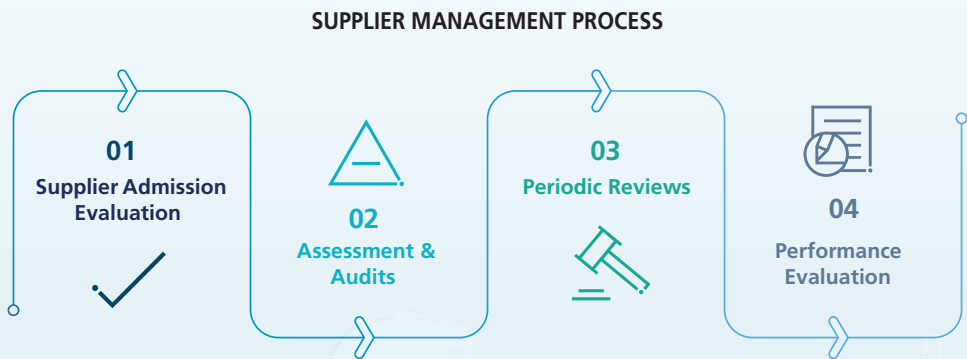 SUPPLIER MANAGEMENT PROCESS
01
Supplier Admission
Evaluation
02
Assessment &
Audits
03
Periodic Reviews
04
Performance
Evaluation